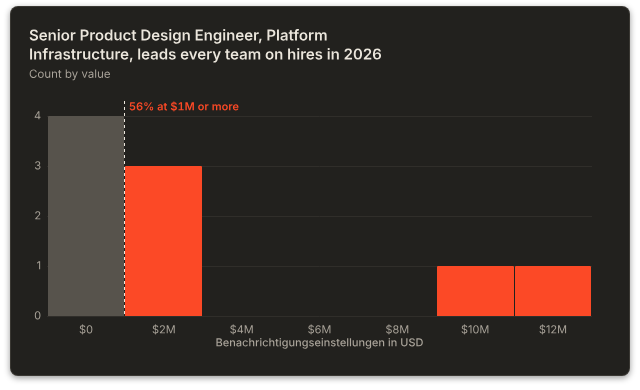 Senior Product Design Engineer, Platform
Infrastructure, leads every team on hires in 2026
Count by value
56% at $1M or more
4
3
2
1
0
$0 $2M $4M $6M $8M $10M $12M
Benachrichtigungseinstellungen in USD